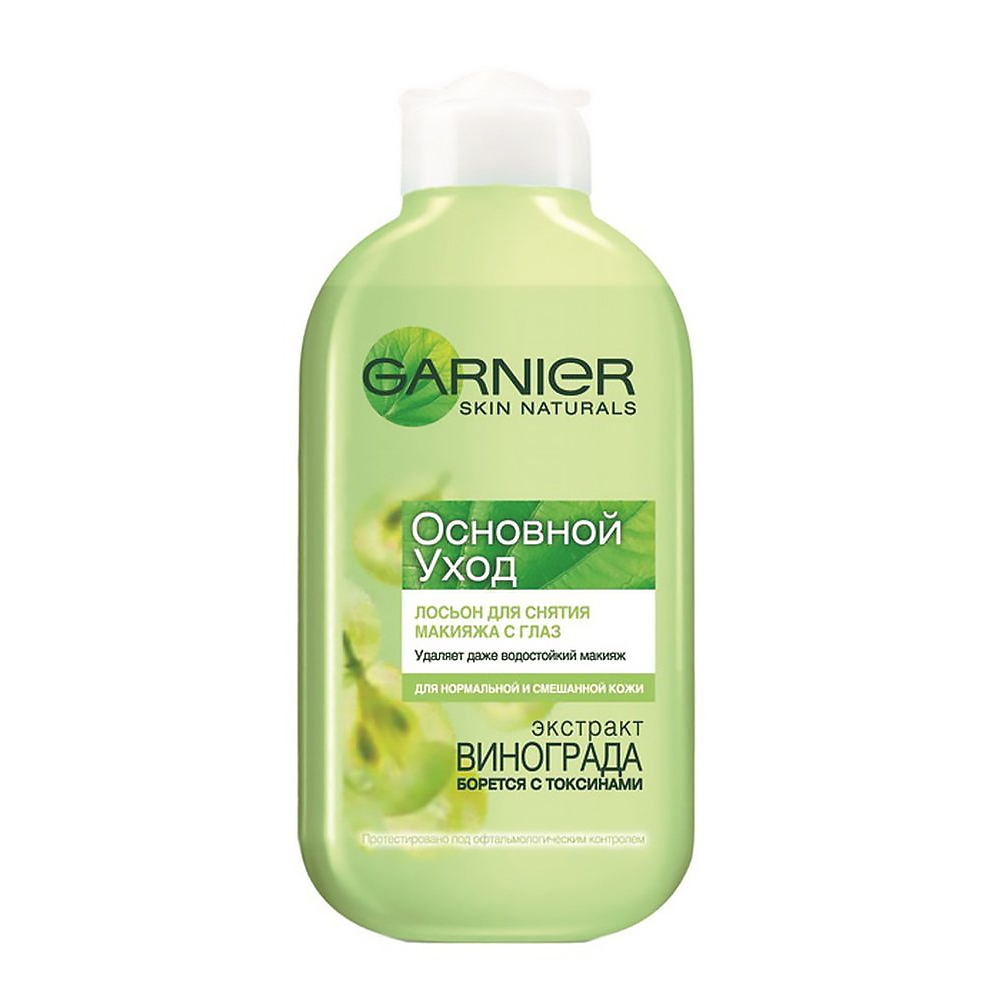 GARNIER
SKIN NATURALS
Основной
Уход
ЛОСЬОН ДЛЯ СНЯТИЯ
МАКИЯЖА С ГЛАЗ
Удаляет даже водостойкий макияж
ДЛЯ НОРМАЛЬНОЙ И СМЕШАННОЙ КОЖИ
экстракт
ВИНОГРАДА
БОРЕТСЯ С ТОКСИНАМИ
Протестировано под офтальмологическим контролем